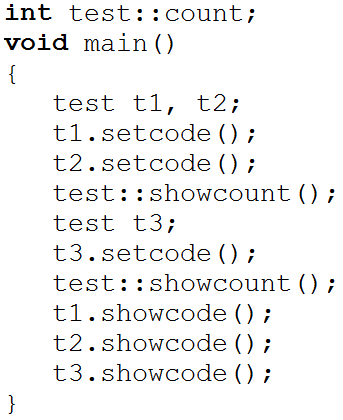 int test::count;
void main()
{
test t1, t2;
t1.setcode();
t2.setcode();
test::showcount();
test t3;
t3.setcode();
test::showcount();
t1.showcode();
t2.showcode();
t3.showcode();
}